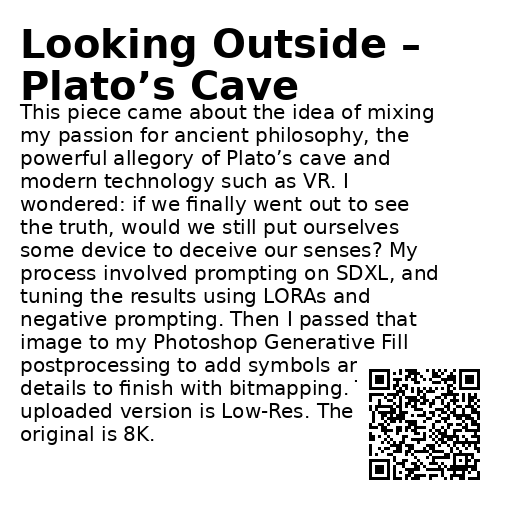 Looking Outside –
Plato’s Cave
This piece came about the idea of mixing
my passion for ancient philosophy, the
powerful allegory of Plato’s cave and
modern technology such as VR. I
wondered: if we finally went out to see
the truth, would we still put ourselves
some device to deceive our senses? My
process involved prompting on SDXL, and
tuning the results using LORAs and
negative prompting. Then I passed that
image to my Photoshop Generative Fill
postprocessing to add symbols
details to finish with bitmapping.
uploaded version is Low-Res. The
original is 8K.